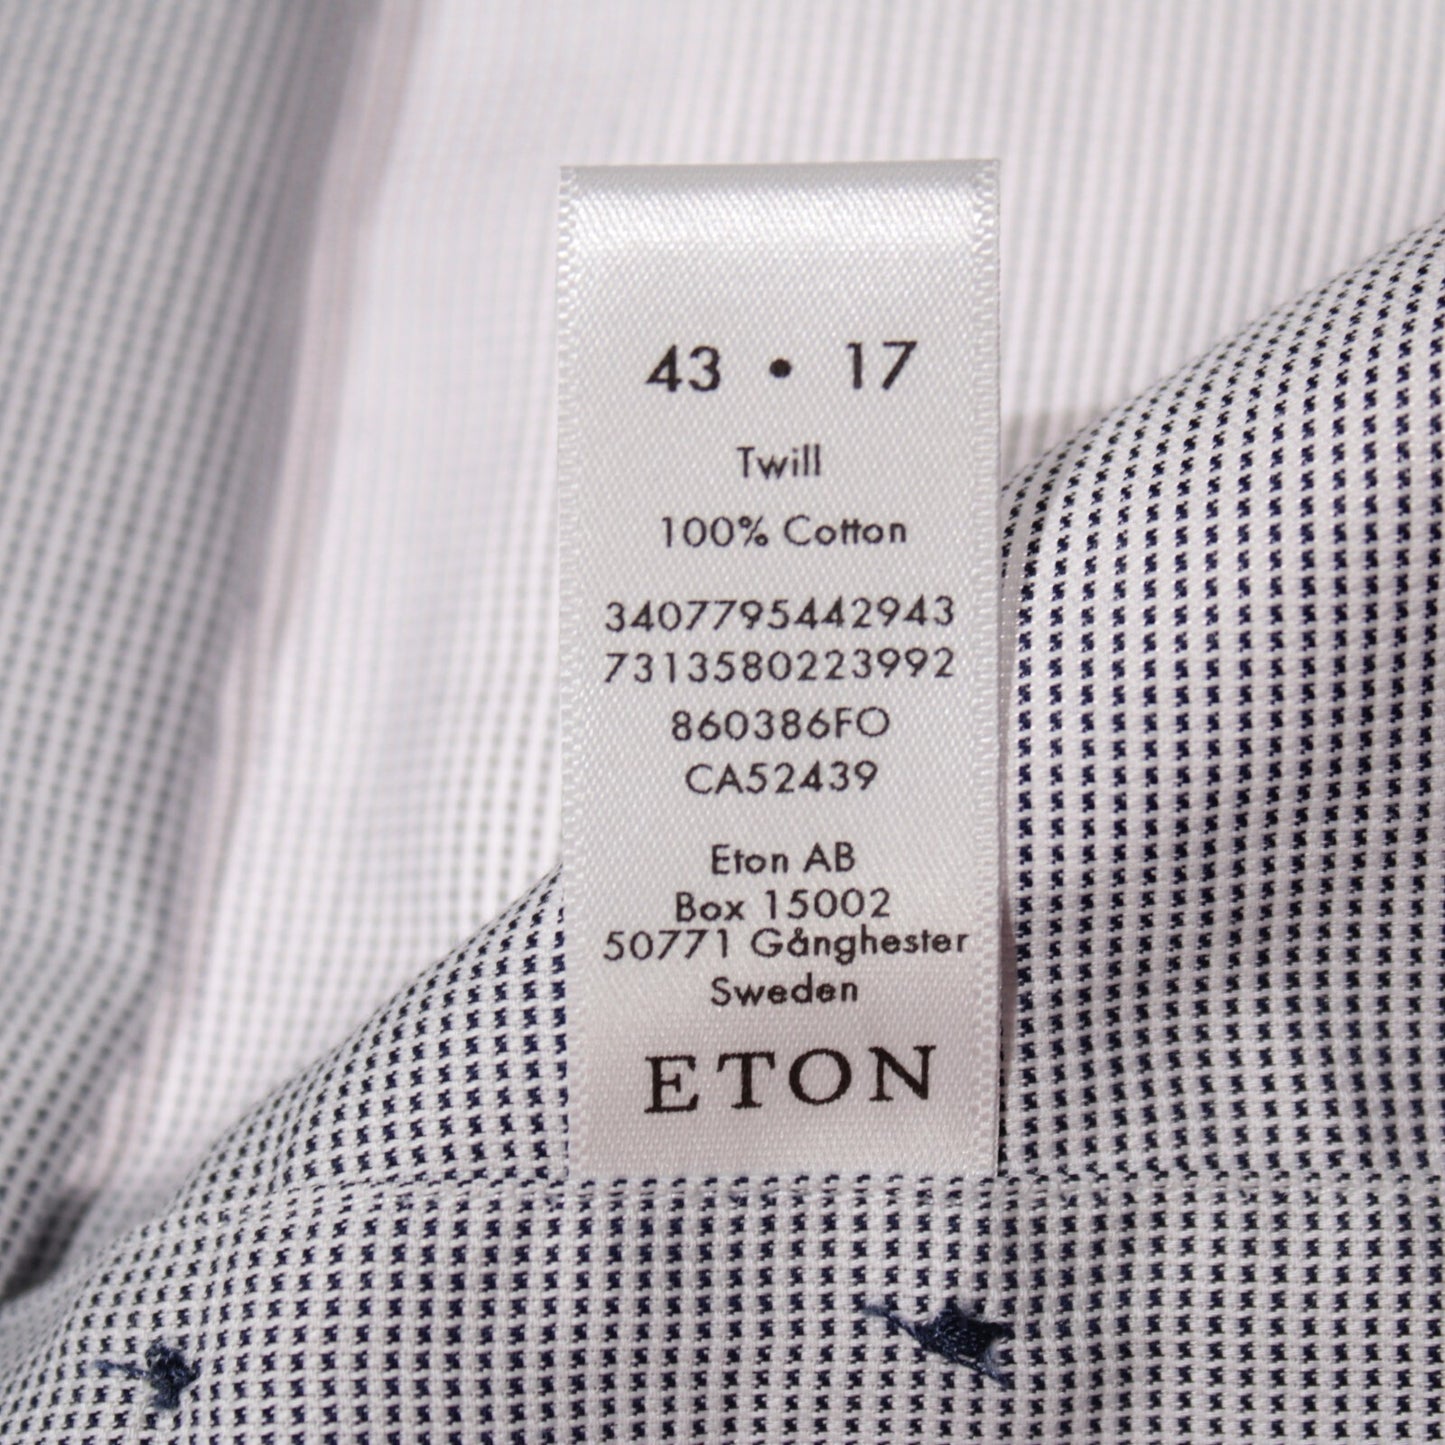 43 • 17
Twill
100% Cotton
3407795442943
7313580223992
860386FO
CA52439
Eton AB
Box 15002
50771 Gånghester
Sweden
ETON